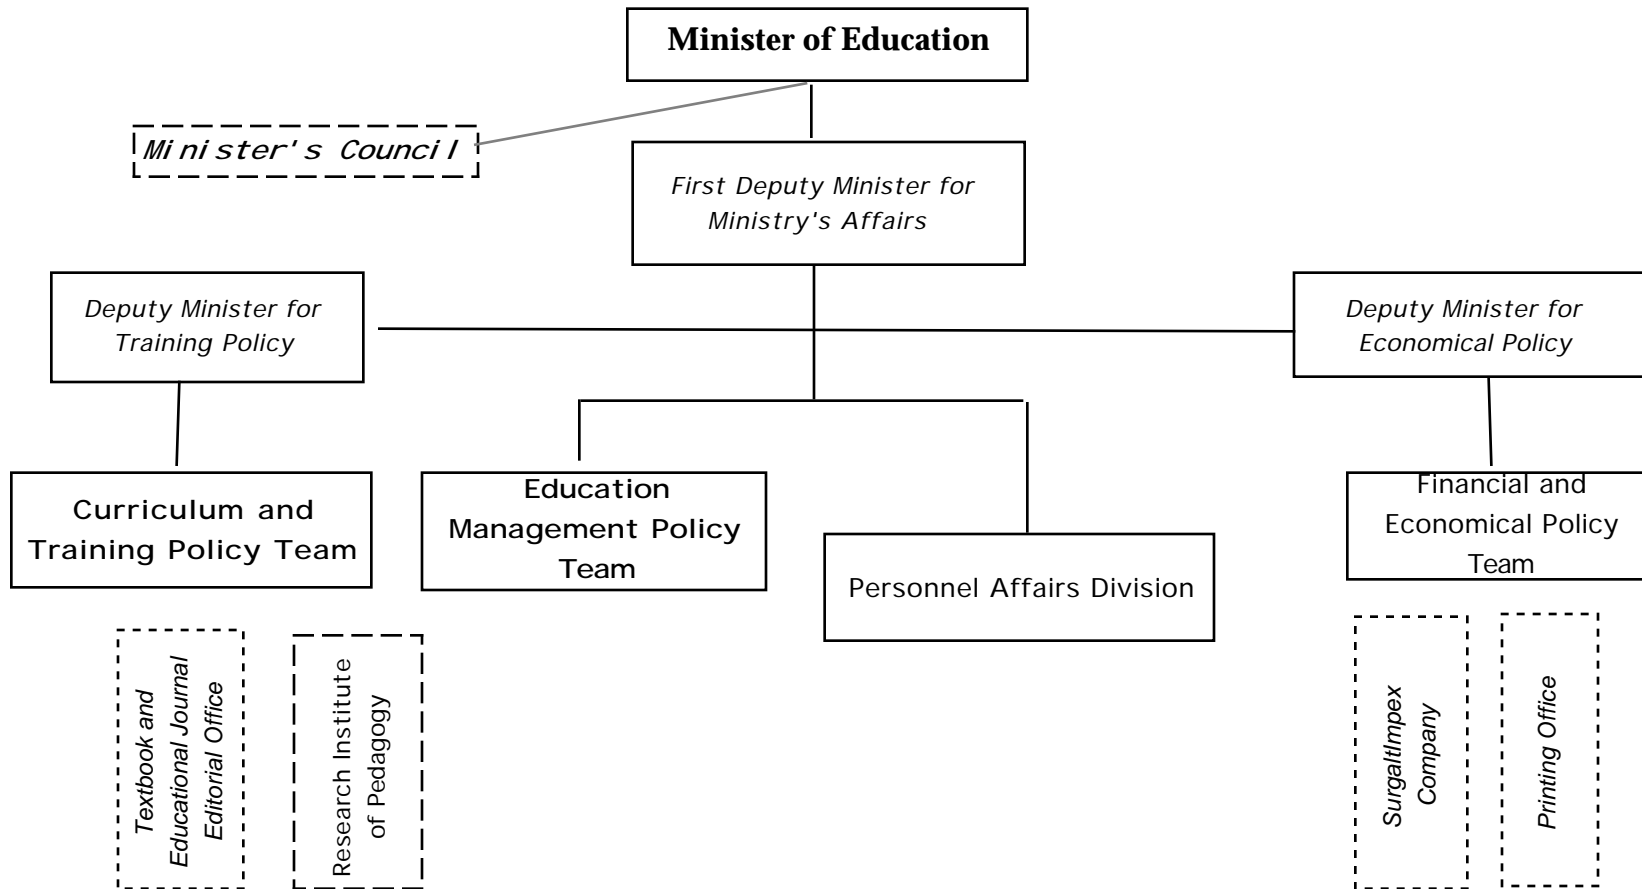 Minister of Education
Minister's Council
First Deputy Minister for
Ministry's Affairs
Deputy Minister for
Training Policy
Deputy Minister for
Economical Policy
Curriculum and
Training Policy Team
Education
Management Policy
Team
Personnel Affairs Division
Financial and
Economical Policy
Team
Textbook and
Educational Journal
Editorial Office
Research Institute
of Pedagogy
SurgaltImpex
Company
Printing Office